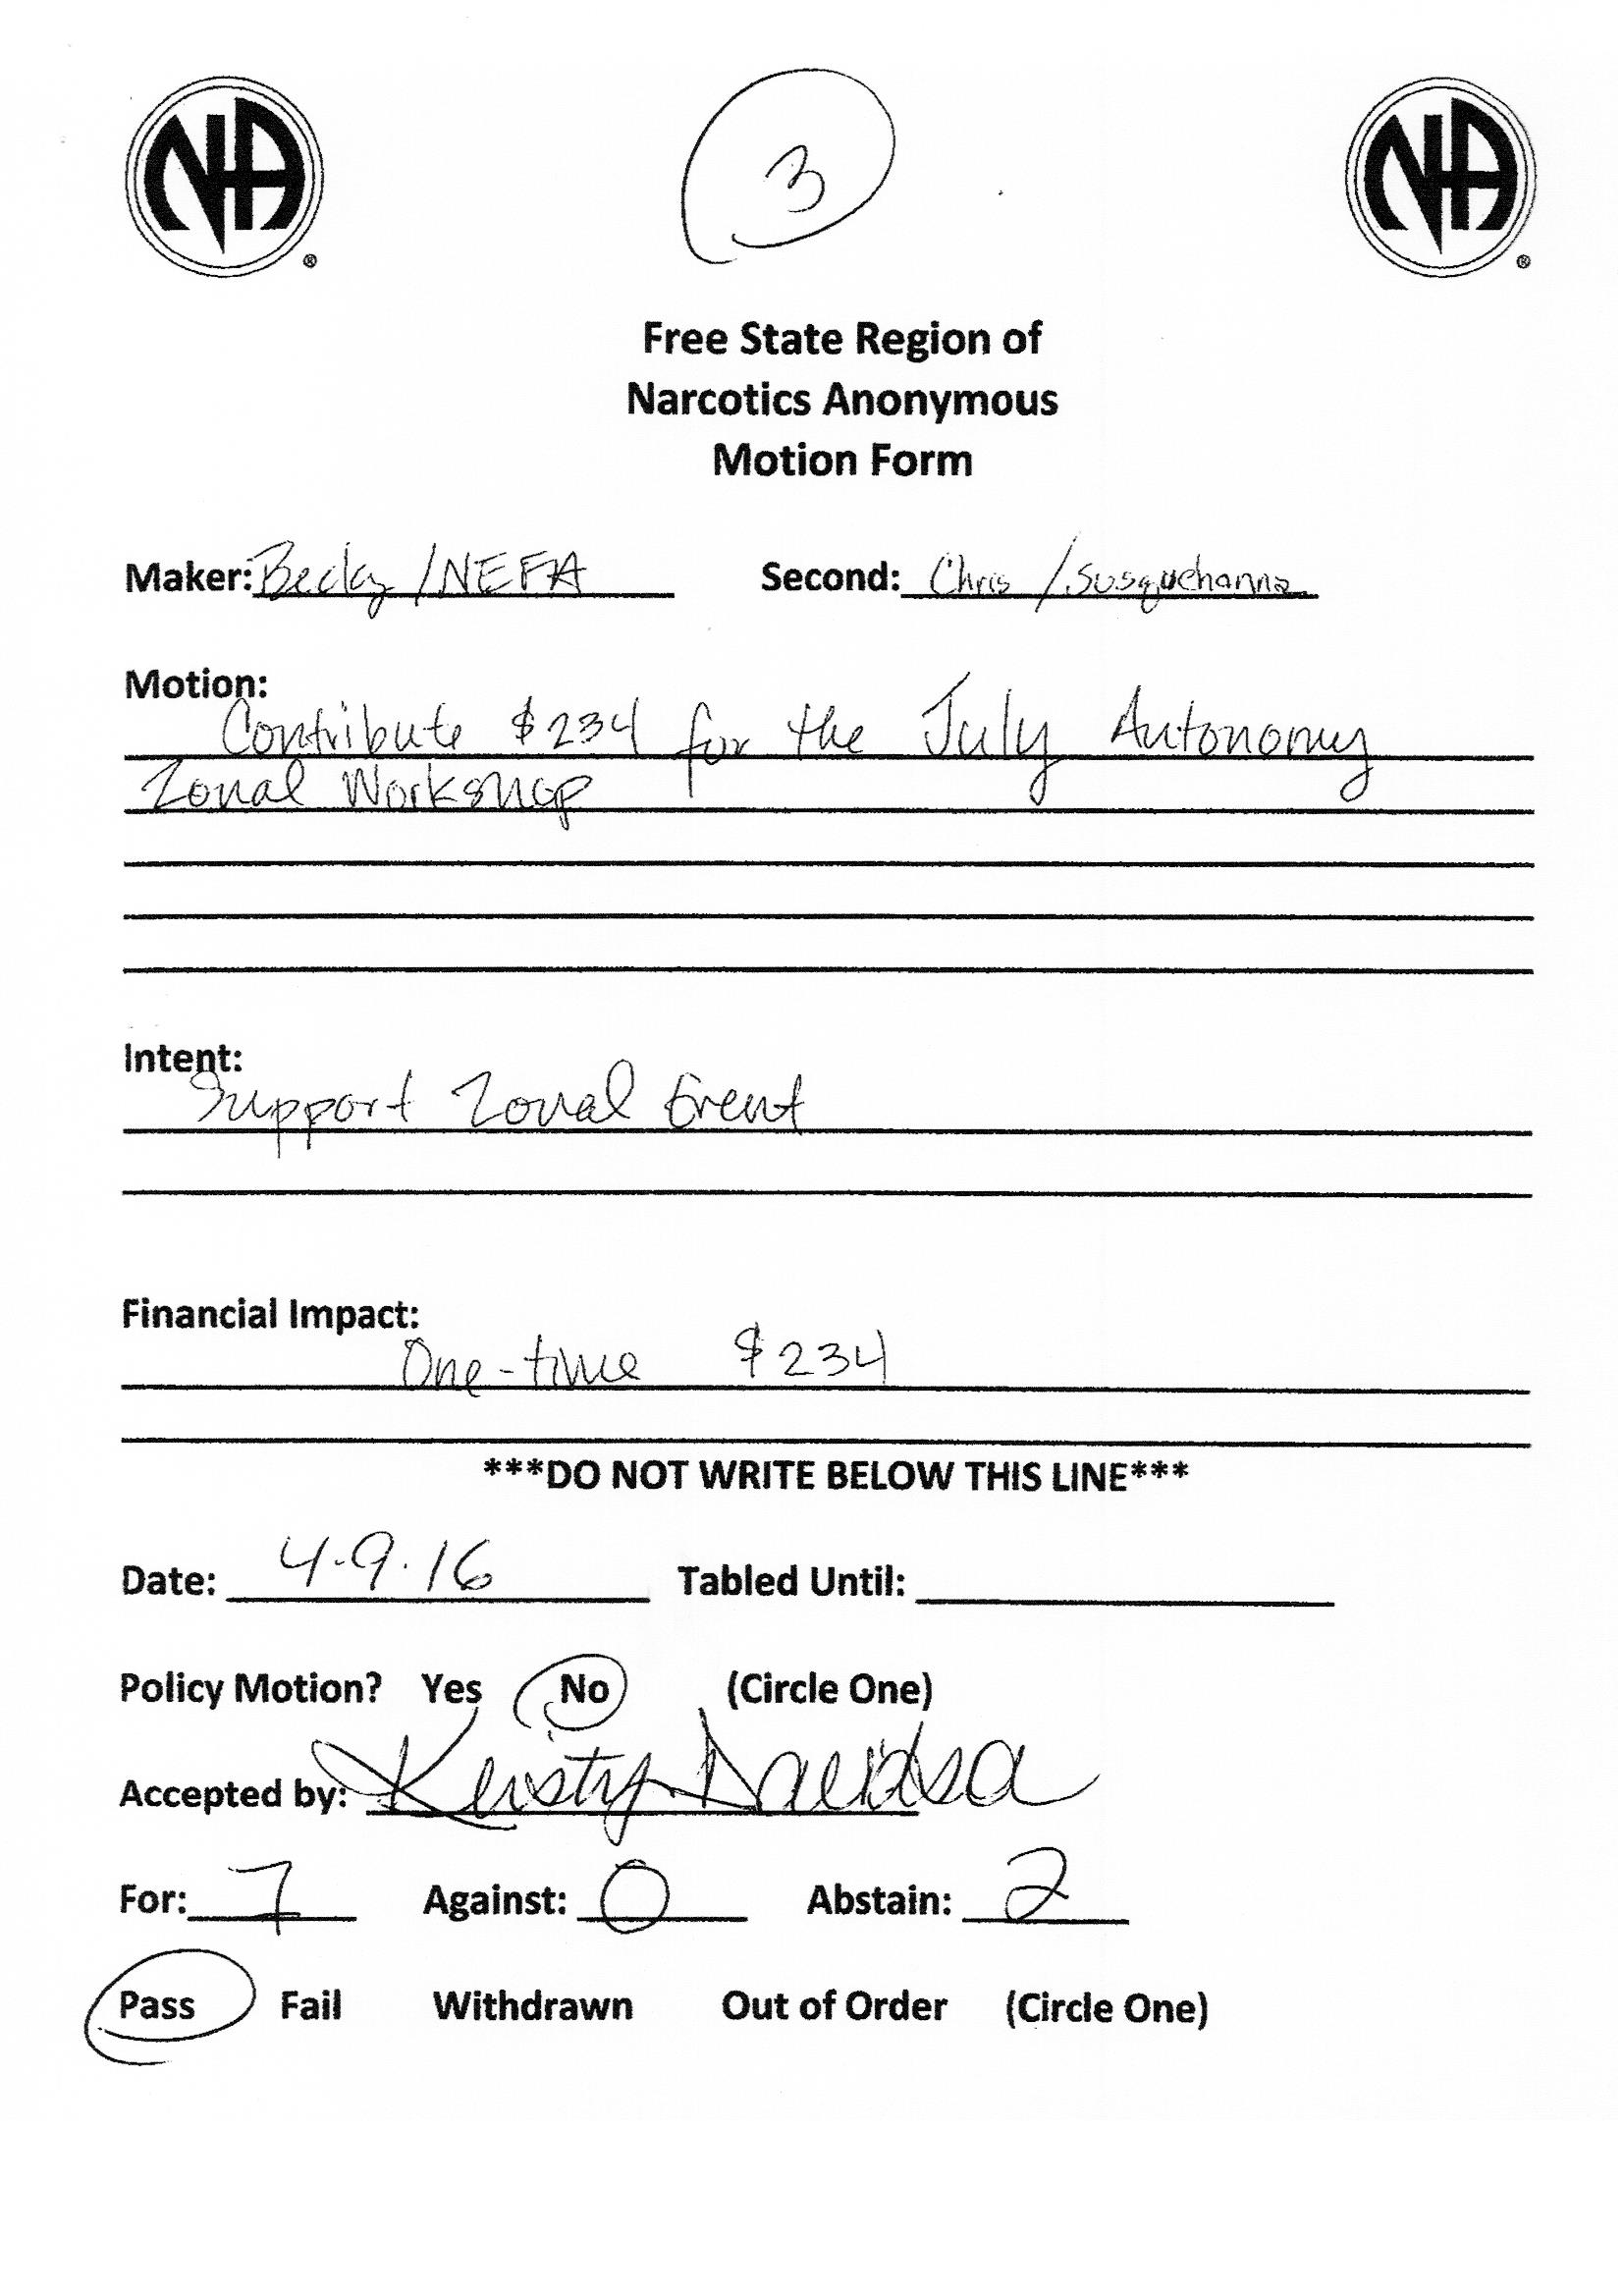 NA ® 3 NA ®
Free State Region of
Narcotics Anonymous
Motion Form
Maker: Becky /NEFA Second: Chris /Susquehanna
Motion:
Contribute $234 for the July Autonomy
Zonal Workshop
Intent:
Support Zonal Event
Financial Impact:
One-time $234
***DO NOT WRITE BELOW THIS LINE***
Date: 4.9.16 Tabled Until:
Policy Motion? Yes No (Circle One)
Accepted by: Kristy
For: 7 Against: 0 Abstain: 2
Pass Fail Withdrawn Out of Order (Circle One)